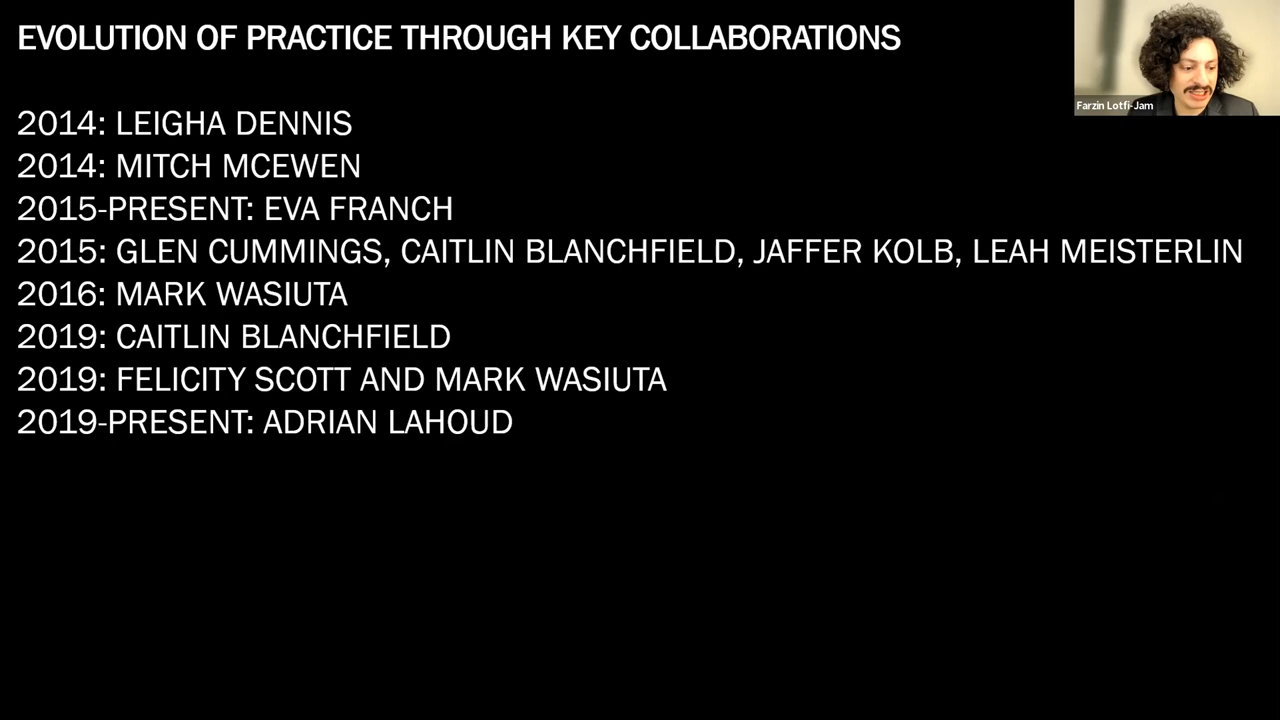 EVOLUTION OF PRACTICE THROUGH KEY COLLABORATIONS
Farzin Lotfi-Jam
2014: LEIGHA DENNIS
2014: MITCH MCEWEN
2015-PRESENT: EVA FRANCH
2015: GLEN CUMMINGS, CAITLIN BLANCHFIELD, JAFFER KOLB, LEAH MEISTERLIN
2016: MARK WASIUTA
2019: CAITLIN BLANCHFIELD
2019: FELICITY SCOTT AND MARK WASIUTA
2019-PRESENT: ADRIAN LAHOUD